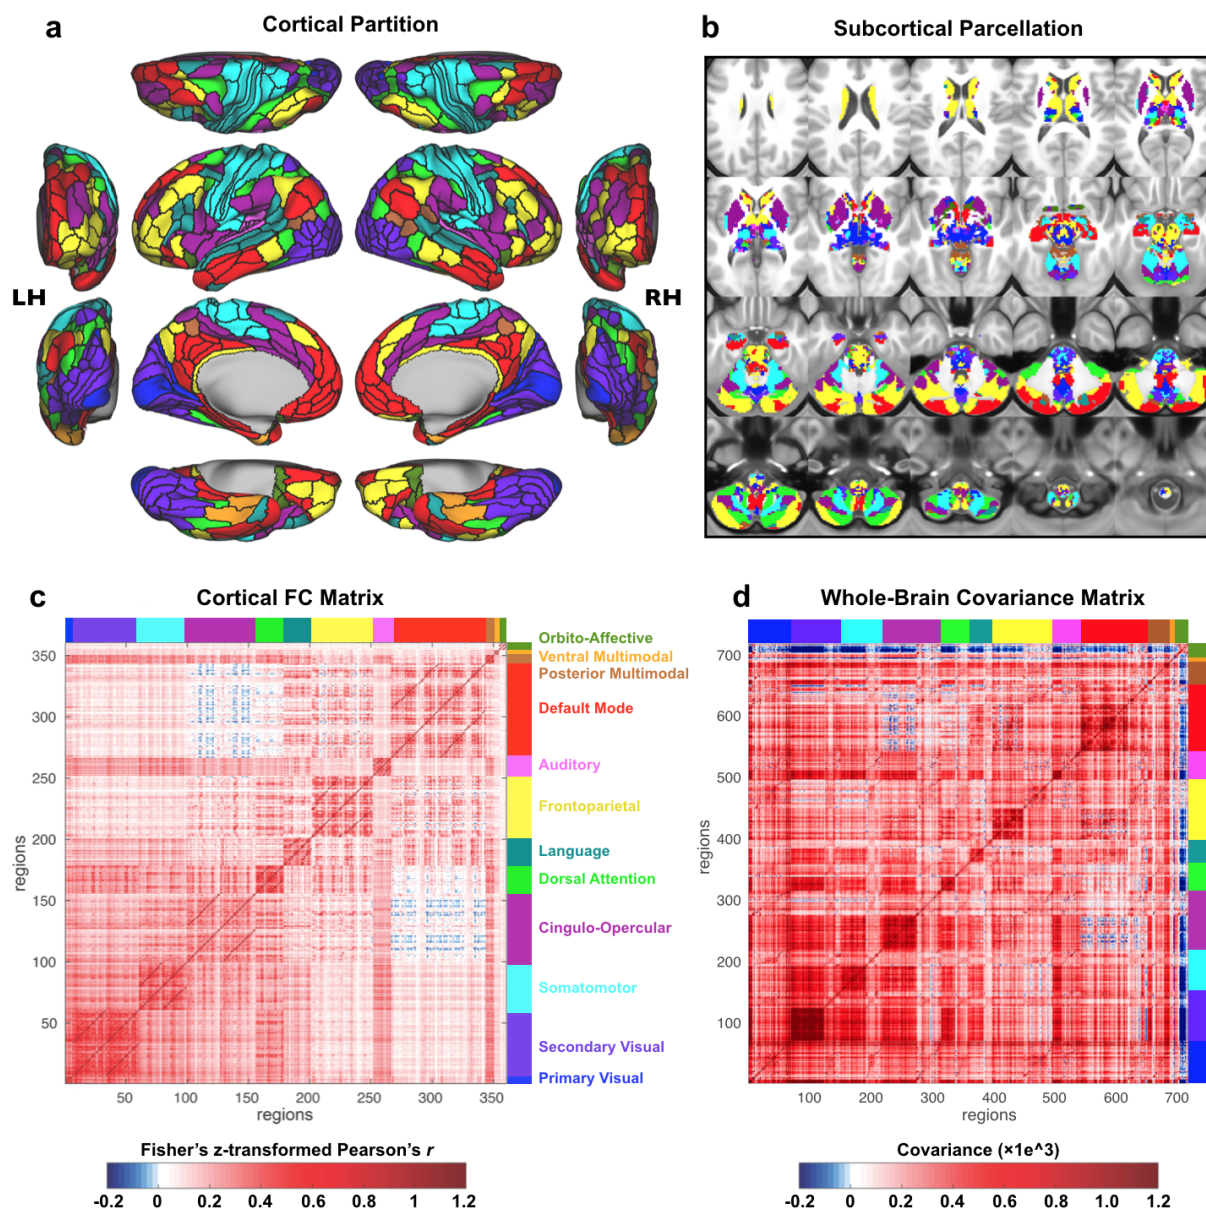 a
Cortical Partition
b
Subcortical Parcellation
LH
RH
c
Cortical FC Matrix
d
Whole-Brain Covariance Matrix
350
300
250
200
150
100
50
regions
50 100 150 200 250 300 350
regions
Orbito-Affective
Ventral Multimodal
Posterior Multimodal
Default Mode
Auditory
Frontoparietal
Language
Dorsal Attention
Cingulo-Opercular
Somatomotor
Secondary Visual
Primary Visual
700
600
500
400
300
200
100
regions
100 200 300 400 500 600 700
regions
Fisher's z-transformed Pearson's r
-0.2 0 0.2 0.4 0.6 0.8 1.0 1.2
Covariance (×1e^3)
-0.2 0 0.2 0.4 0.6 0.8 1 1.2